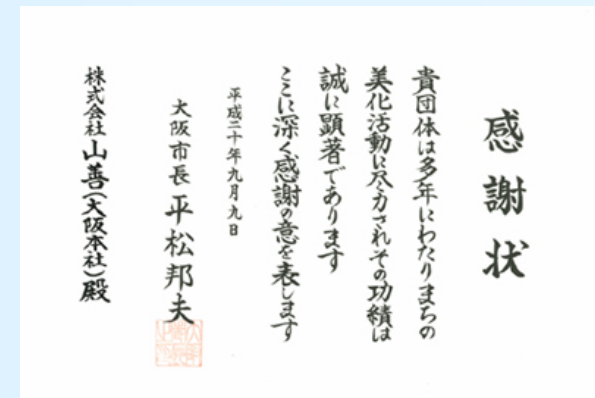 感謝状
貴団体は多年にわたりまちの
美化活動に尽力されその功績は
誠に顕著であります
ここに深く感謝の意を表します
平成二十年九月九日
大阪市長 平松邦夫
株式会社 山善(大阪本社)殿